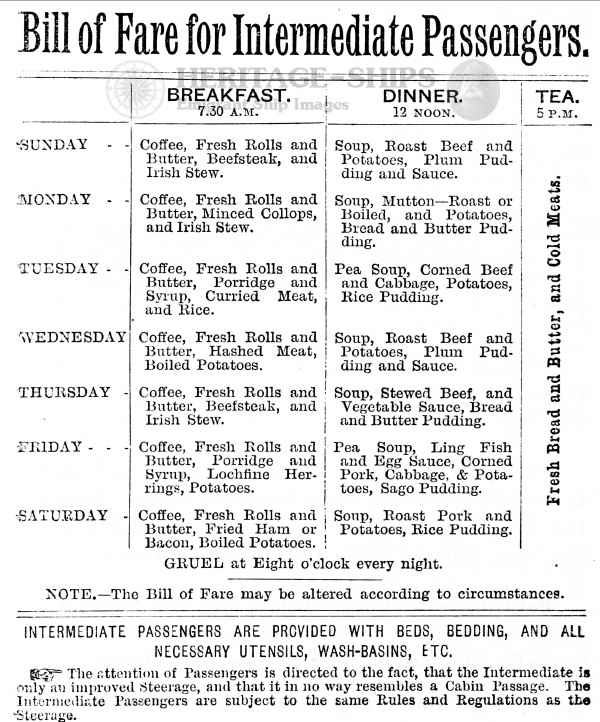 Bill of Fare for Intermediate Passengers.
HERITAGE-SHIPS
Emigrant Ship Images
BREAKFAST.
7.30 A.M.
DINNER.
12 NOON.
TEA.
5 P.M.
SUNDAY - -
Coffee, Fresh Rolls and
Butter, Beefsteak, and
Irish Stew.
Soup, Roast Beef and
Potatoes, Plum Pud-
ding and Sauce.
MONDAY - -
Coffee, Fresh Rolls and
Butter, Minced Collops,
and Irish Stew.
Soup, Mutton—Roast or
Boiled, and Potatoes,
Bread and Butter Pud-
ding.
TUESDAY - -
Coffee, Fresh Rolls and
Butter, Porridge and
Syrup, Curried Meat,
and Rice.
Pea Soup, Corned Beef
and Cabbage, Potatoes,
Rice Pudding.
WEDNESDAY
Coffee, Fresh Rolls and
Butter, Hashed Meat,
Boiled Potatoes.
Soup, Roast Beef and
Potatoes, Plum Pud-
ding and Sauce.
THURSDAY -
Coffee, Fresh Rolls and
Butter, Beefsteak, and
Irish Stew.
Soup, Stewed Beef, and
Vegetable Sauce, Bread
and Butter Pudding.
FRIDAY - - -
Coffee, Fresh Rolls and
Butter, Porridge and
Syrup, Lochfine Her-
rings, Potatoes.
Pea Soup, Ling Fish
and Egg Sauce, Corned
Pork, Cabbage, & Pota-
toes, Sago Pudding.
SATURDAY -
Coffee, Fresh Rolls and
Butter, Fried Ham or
Bacon, Boiled Potatoes.
Soup, Roast Pork and
Potatoes, Rice Pudding.
Fresh Bread and Butter, and Cold Meats.
GRUEL at Eight o'clock every night.
NOTE.—The Bill of Fare may be altered according to circumstances.
INTERMEDIATE PASSENGERS ARE PROVIDED WITH BEDS, BEDDING, AND ALL
NECESSARY UTENSILS, WASH-BASINS, ETC.
☞ The attention of Passengers is directed to the fact, that the Intermediate is
only an improved Steerage, and that it in no way resembles a Cabin Passage. The
Intermediate Passengers are subject to the same Rules and Regulations as the
Steerage.